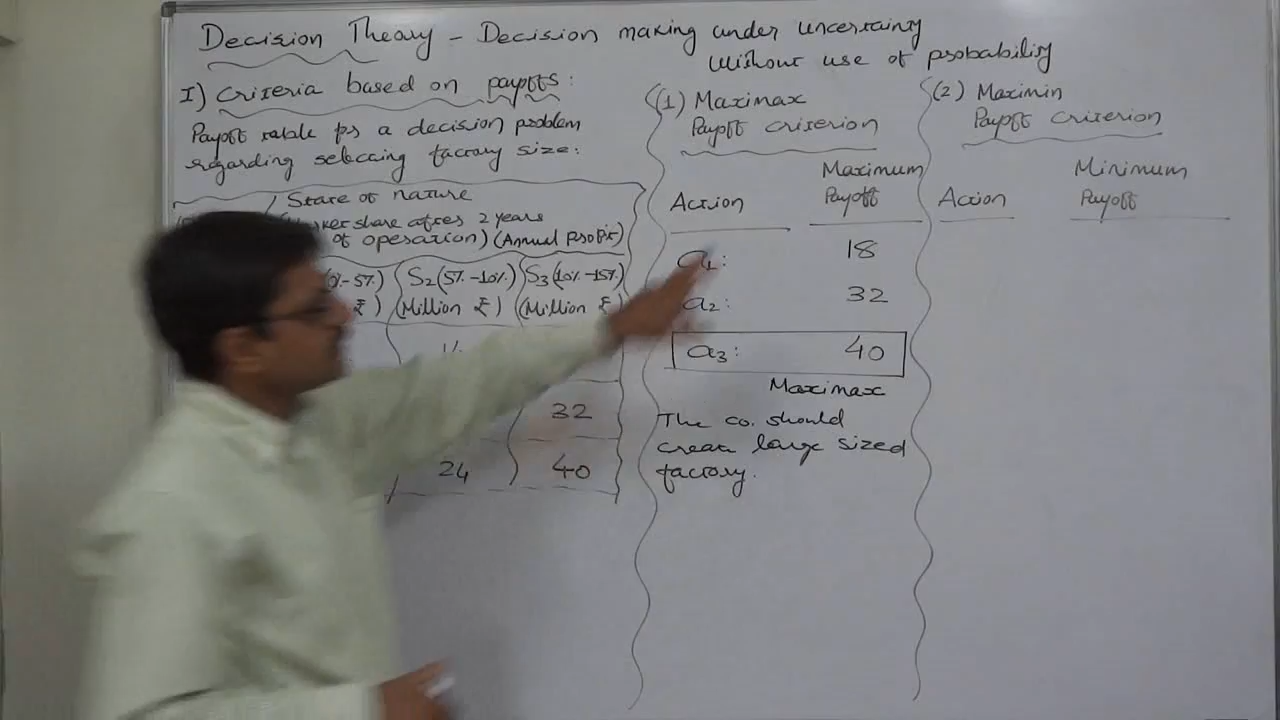 Decision Theory - Decision making under uncertainty
Without use of probability
I) Criteria based on payoffs:
Payoff table for a decision problem
regarding selecting factory size:
State of nature
after 2 years
of operation) (Annual profit)
0%-5%) S2 (5%-10%) S3 (10%-15%)
₹) (Million ₹) (Million ₹)
32
24 40
(1) Maximax
Payoff criterion
Action Maximum
Payoff
a1: 18
a2: 32
a3: 40
Maximax
The co. should
create large sized
factory.
(2) Maximin
Payoff criterion
Action Minimum
Payoff